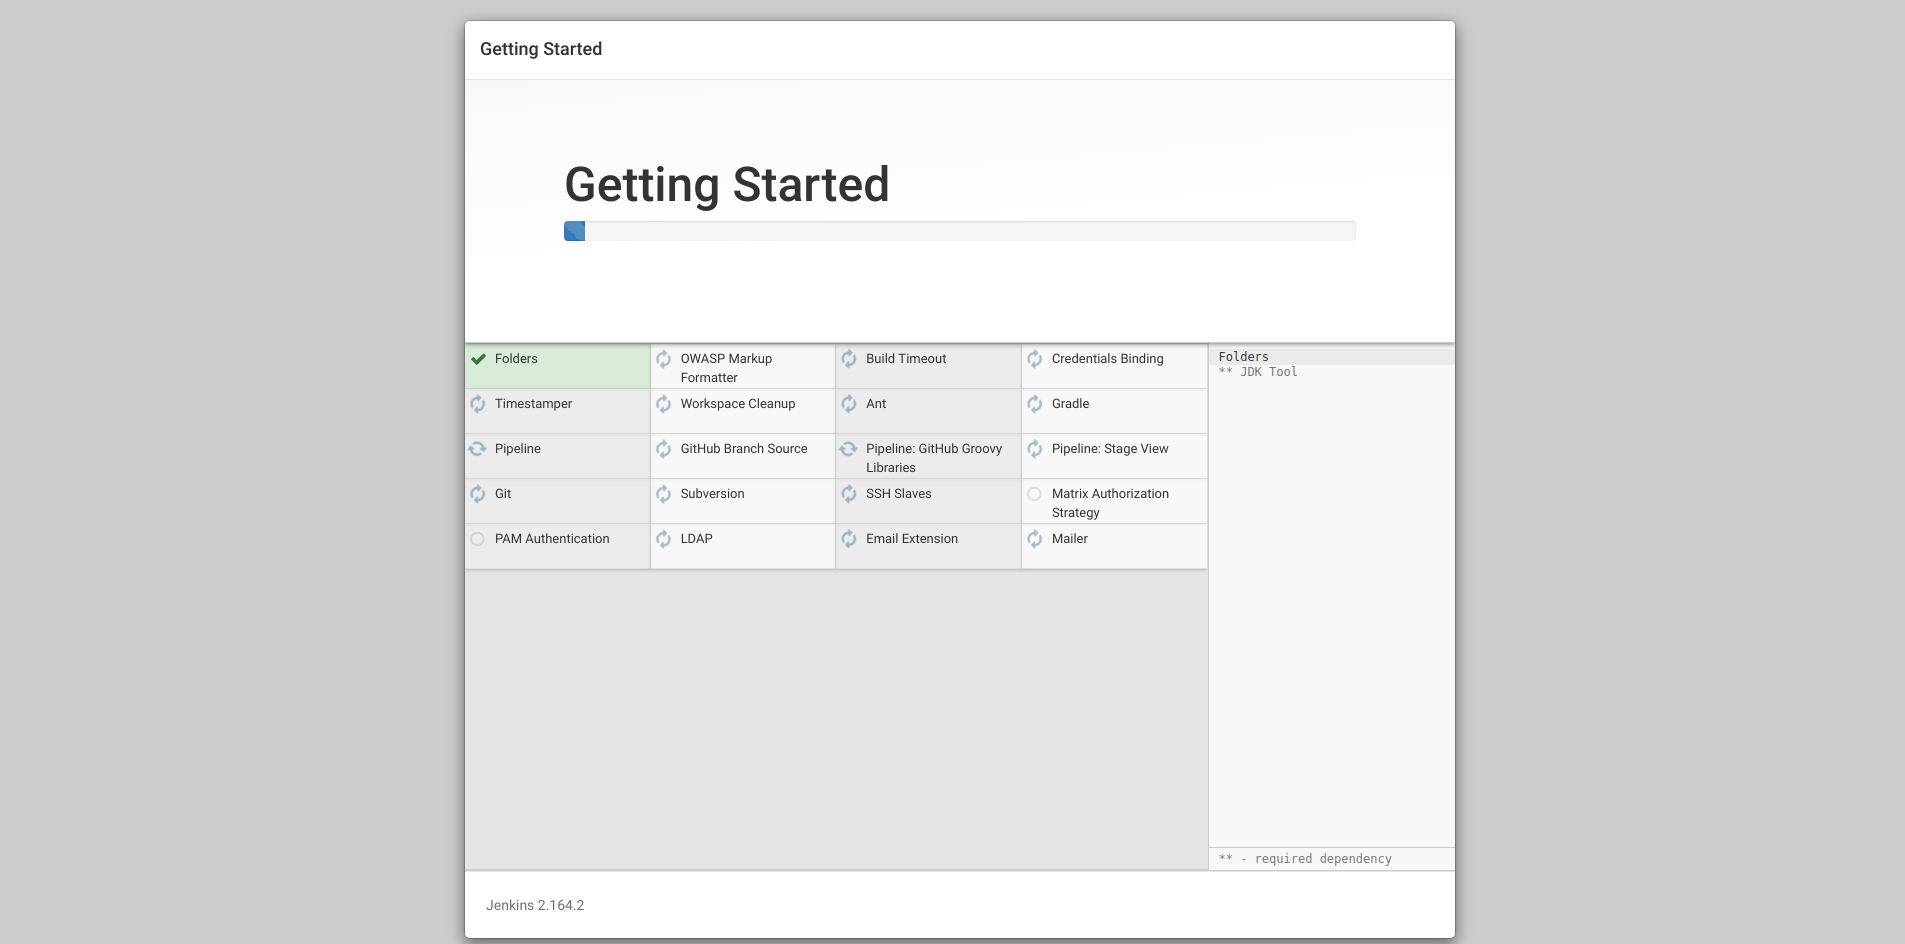 Getting Started
Getting Started
Folders
OWASP Markup
Formatter
Build Timeout
Credentials Binding
Timestamper
Workspace Cleanup
Ant
Gradle
Pipeline
GitHub Branch Source
Pipeline: GitHub Groovy
Libraries
Pipeline: Stage View
Git
Subversion
SSH Slaves
Matrix Authorization
Strategy
PAM Authentication
LDAP
Email Extension
Mailer
Folders
** JDK Tool
** - required dependency
Jenkins 2.164.2